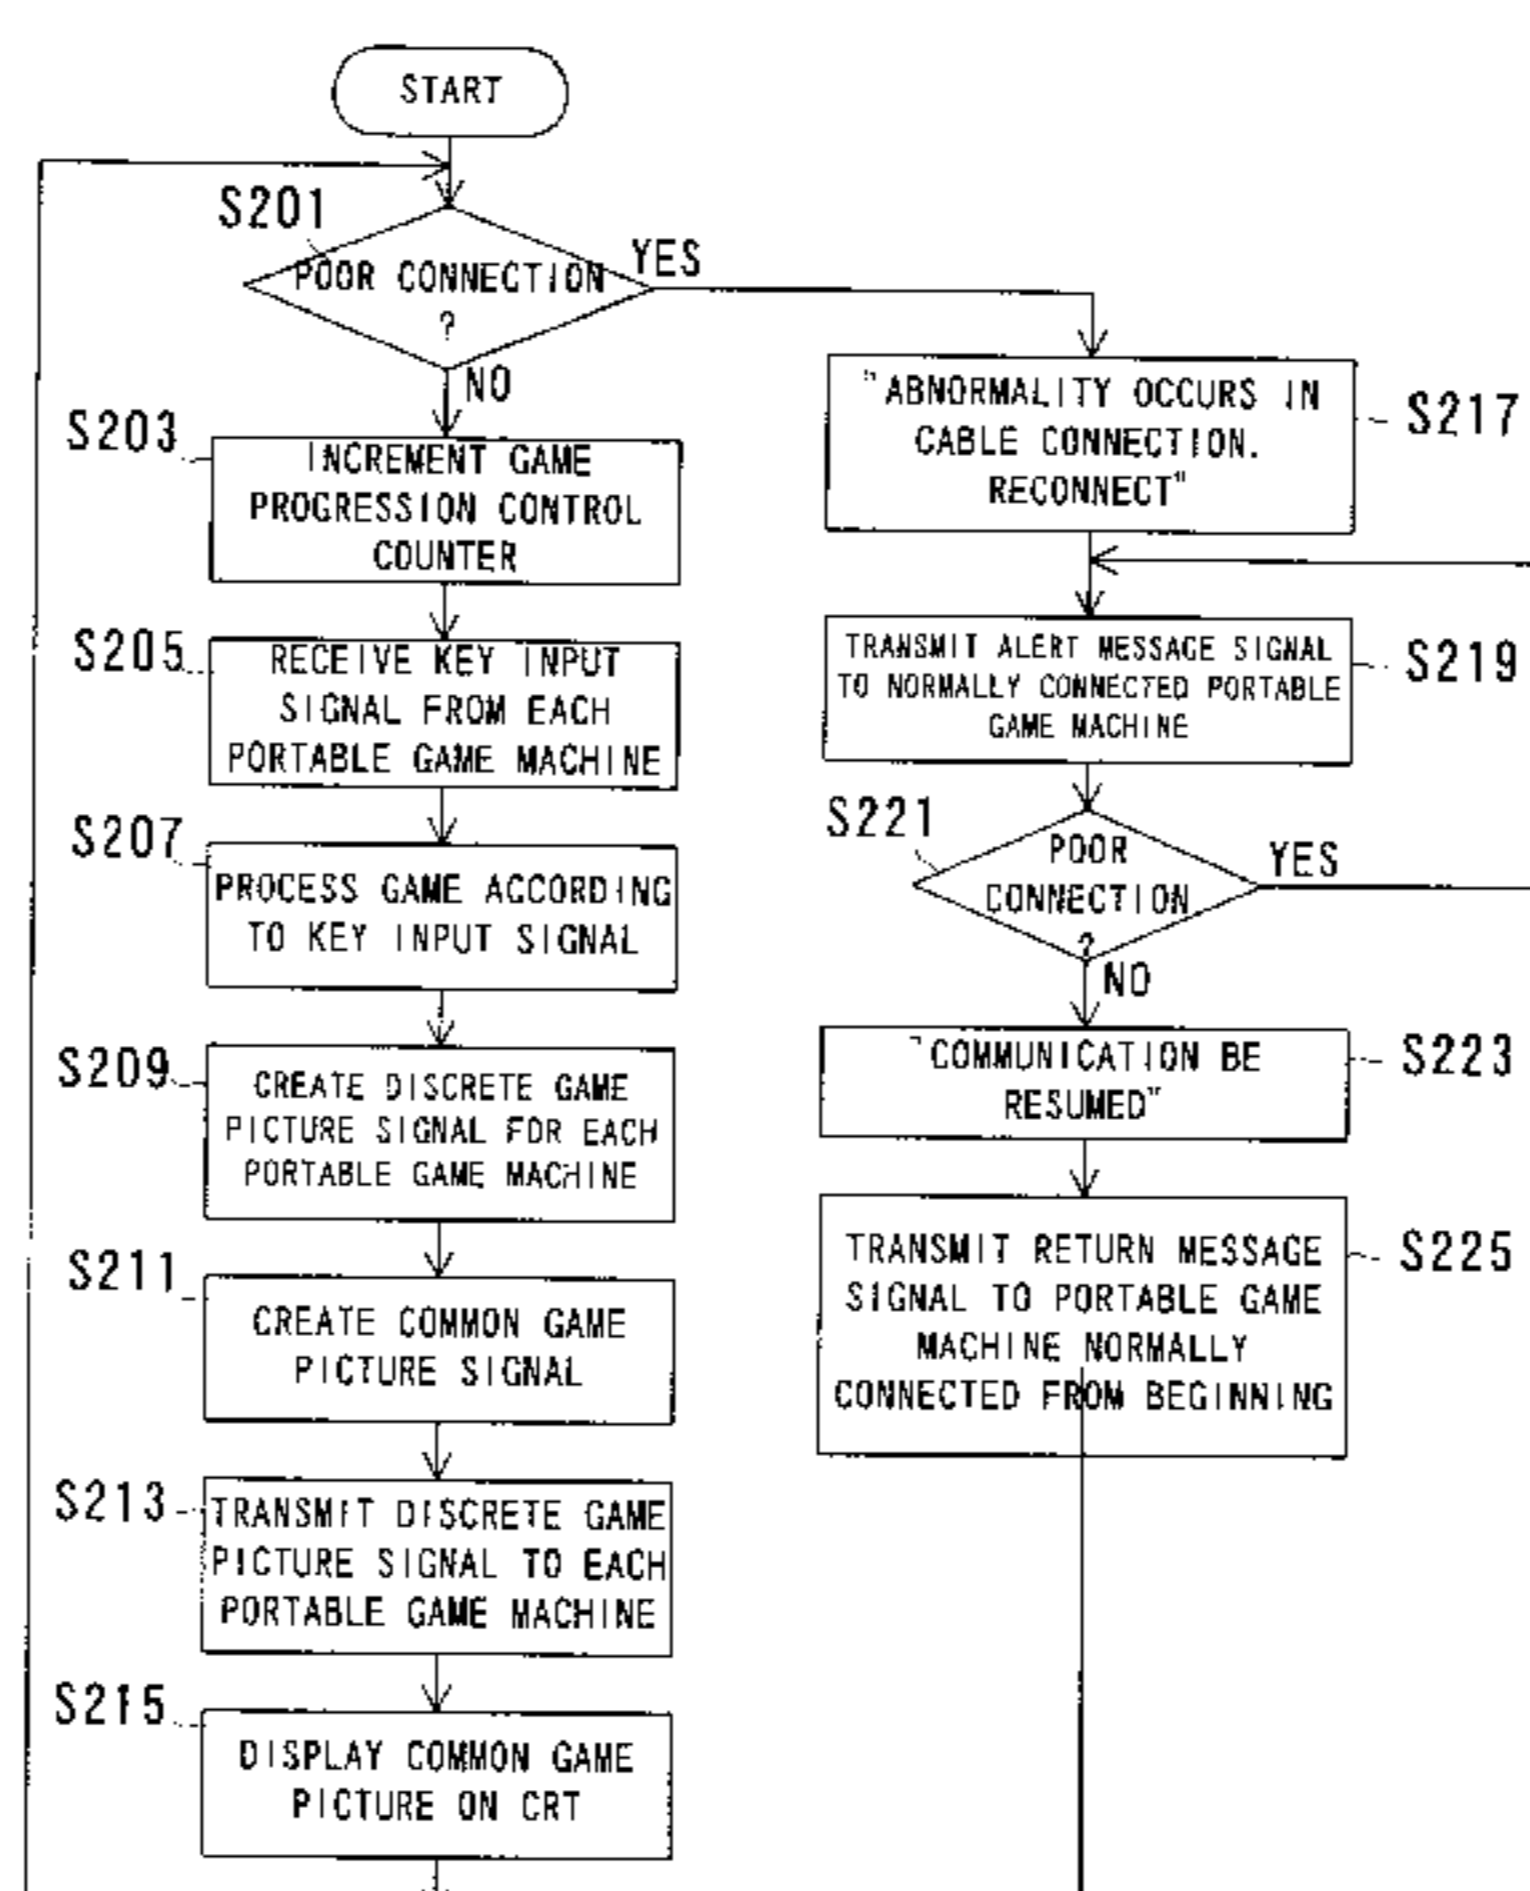 START
S201
POOR CONNECTION
?
YES
NO
S203
INCREMENT GAME
PROGRESSION CONTROL
COUNTER
S205
RECEIVE KEY INPUT
SIGNAL FROM EACH
PORTABLE GAME MACHINE
S207
PROCESS GAME ACCORDING
TO KEY INPUT SIGNAL
S209
CREATE DISCRETE GAME
PICTURE SIGNAL FOR EACH
PORTABLE GAME MACHINE
S211
CREATE COMMON GAME
PICTURE SIGNAL
S213
TRANSMIT DISCRETE GAME
PICTURE SIGNAL TO EACH
PORTABLE GAME MACHINE
S215
DISPLAY COMMON GAME
PICTURE ON CRT
"ABNORMALITY OCCURS IN
CABLE CONNECTION.
RECONNECT"
S217
TRANSMIT ALERT MESSAGE SIGNAL
TO NORMALLY CONNECTED PORTABLE
GAME MACHINE
S219
S221
POOR
CONNECTION
?
YES
NO
"COMMUNICATION BE
RESUMED"
S223
TRANSMIT RETURN MESSAGE
SIGNAL TO PORTABLE GAME
MACHINE NORMALLY
CONNECTED FROM BEGINNING
S225